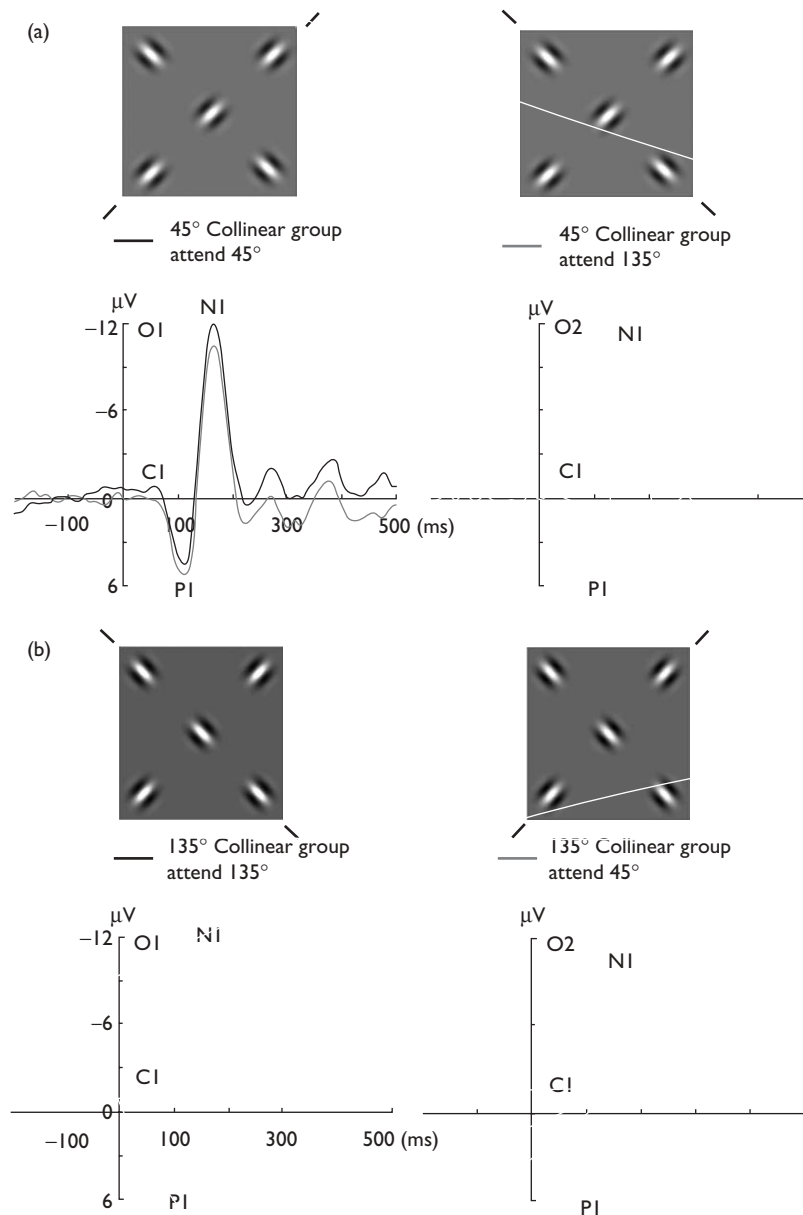 (a)
45° Collinear group
attend 45°
45° Collinear group
attend 135°
μV
−12
O1
N1
−6
C1
0
−100
100
300
500 (ms)
6
P1
μV
O2
N1
C1
P1
(b)
135° Collinear group
attend 135°
135° Collinear group
attend 45°
μV
−12
O1
N1
−6
C1
0
−100
100
300
500 (ms)
6
P1
μV
O2
N1
C1
P1